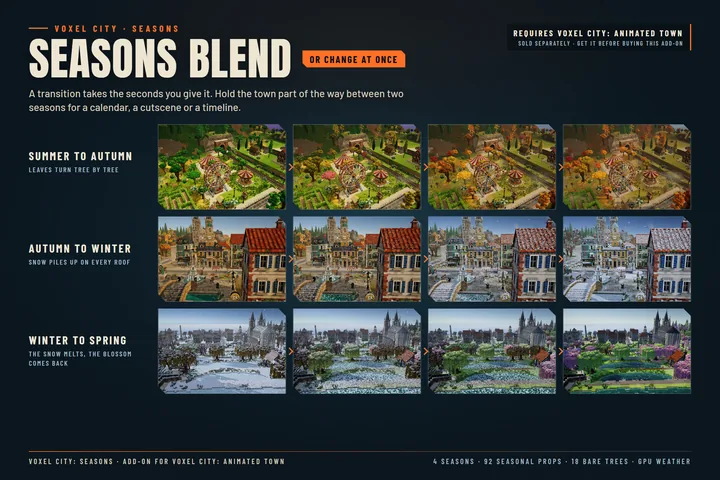 VOXEL CITY · SEASONS
SEASONS BLEND
OR CHANGE AT ONCE
REQUIRES VOXEL CITY: ANIMATED TOWN
SOLD SEPARATELY · GET IT BEFORE BUYING THIS ADD-ON
A transition takes the seconds you give it. Hold the town part of the way between two
seasons for a calendar, a cutscene or a timeline.
SUMMER TO AUTUMN
LEAVES TURN TREE BY TREE
AUTUMN TO WINTER
SNOW PILES UP ON EVERY ROOF
WINTER TO SPRING
THE SNOW MELTS, THE BLOSSOM
COMES BACK
VOXEL CITY: SEASONS · ADD-ON FOR VOXEL CITY: ANIMATED TOWN
4 SEASONS · 92 SEASONAL PROPS · 18 BARE TREES · GPU WEATHER